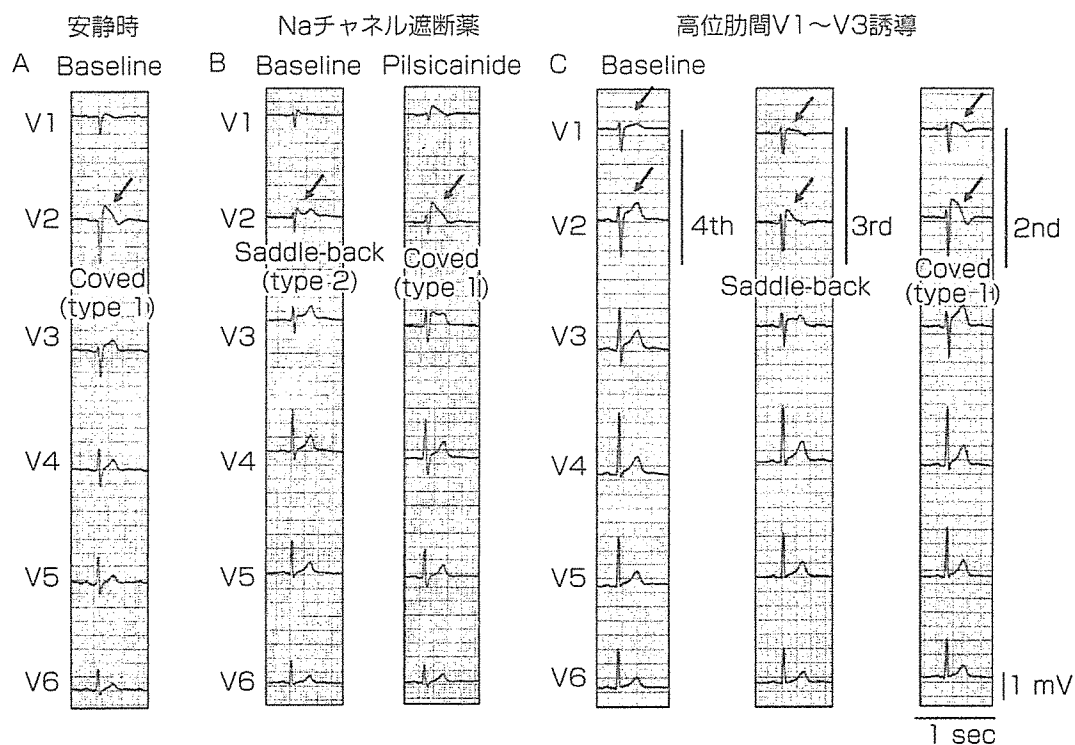 安静時
Naチャネル遮断薬
高位肋間V1〜V3誘導
A Baseline
B Baseline Pilsicainide
C Baseline
V1 V1 V1
V2 V2 V2
4th 3rd 2nd
Coved
(type 1)
Saddle-back
(type 2)
Coved
(type 1)
Saddle-back
Coved
(type 1)
V3 V3 V3
V4 V4 V4
V5 V5 V5
V6 V6 V6
1 mV
1 sec